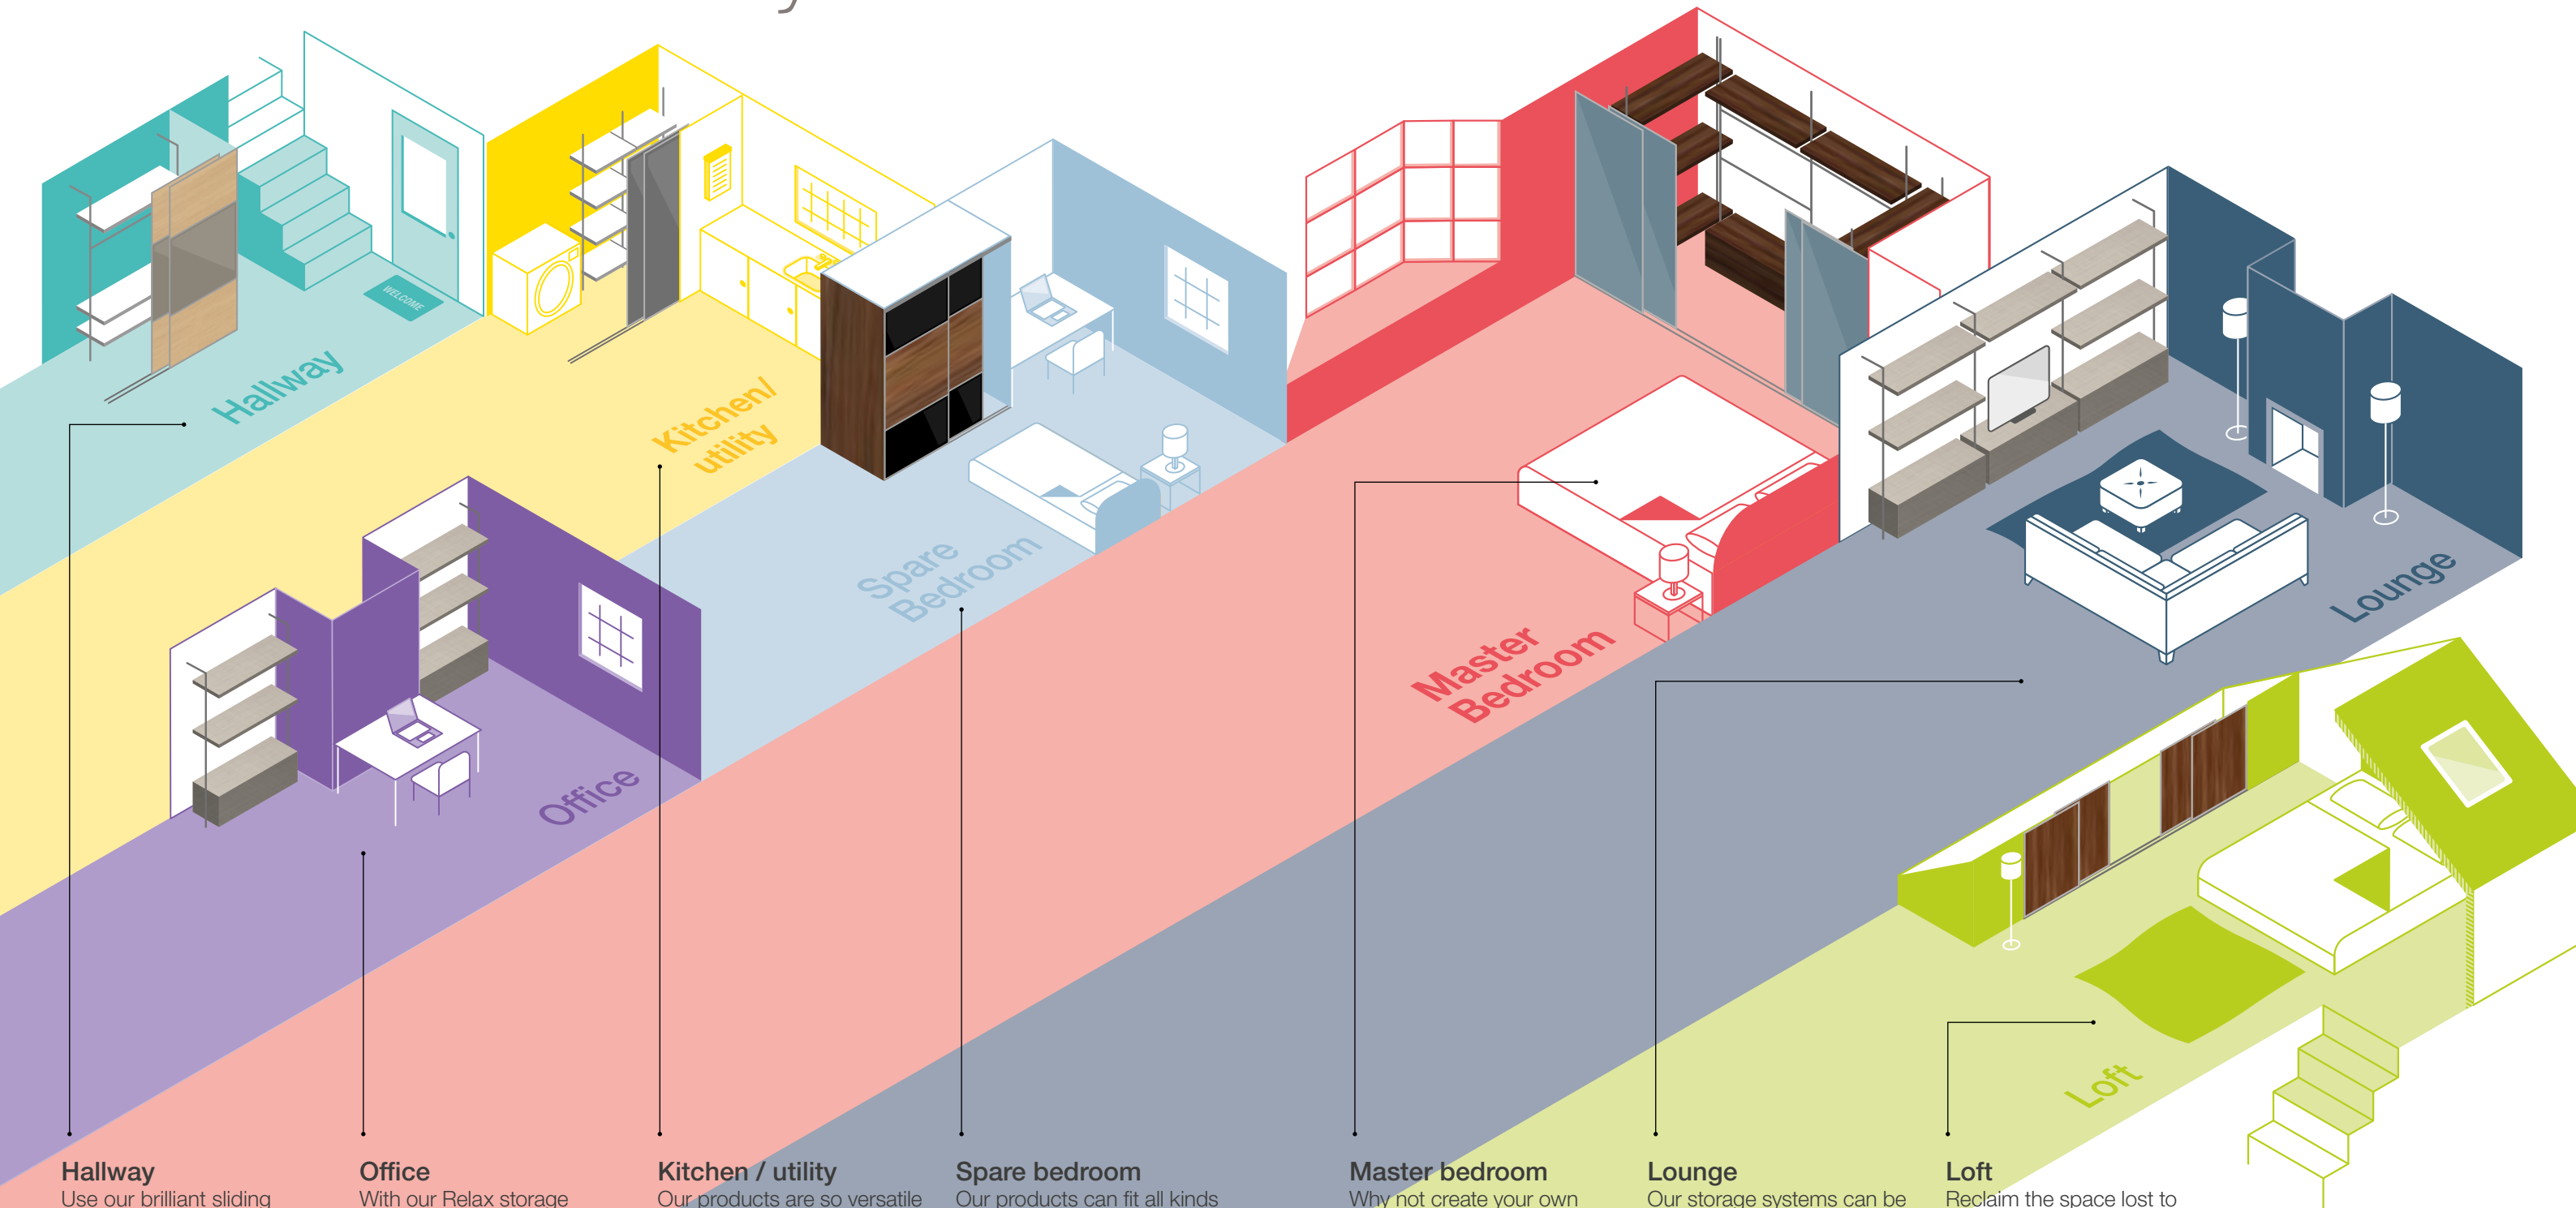 WELCOME
Hallway
Kitchen/
utility
Spare
Bedroom
Office
Master
Bedroom
Lounge
Loft
Hallway
Use our brilliant sliding
Office
With our Relax storage
Kitchen / utility
Our products are so versatile
Spare bedroom
Our products can fit all kinds
Master bedroom
Why not create your own
Lounge
Our storage systems can be
Loft
Reclaim the space lost to